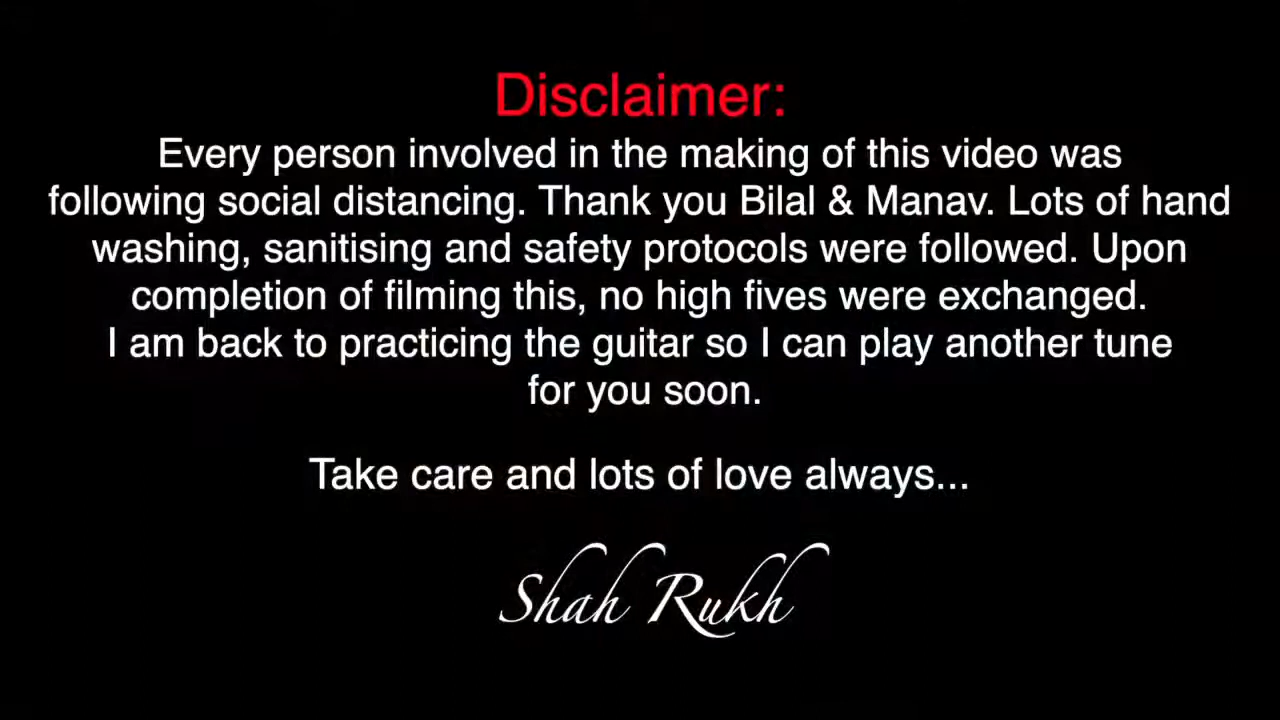 Disclaimer:
Every person involved in the making of this video was
following social distancing. Thank you Bilal & Manav. Lots of hand
washing, sanitising and safety protocols were followed. Upon
completion of filming this, no high fives were exchanged.
I am back to practicing the guitar so I can play another tune
for you soon.
Take care and lots of love always...
Shah Rukh